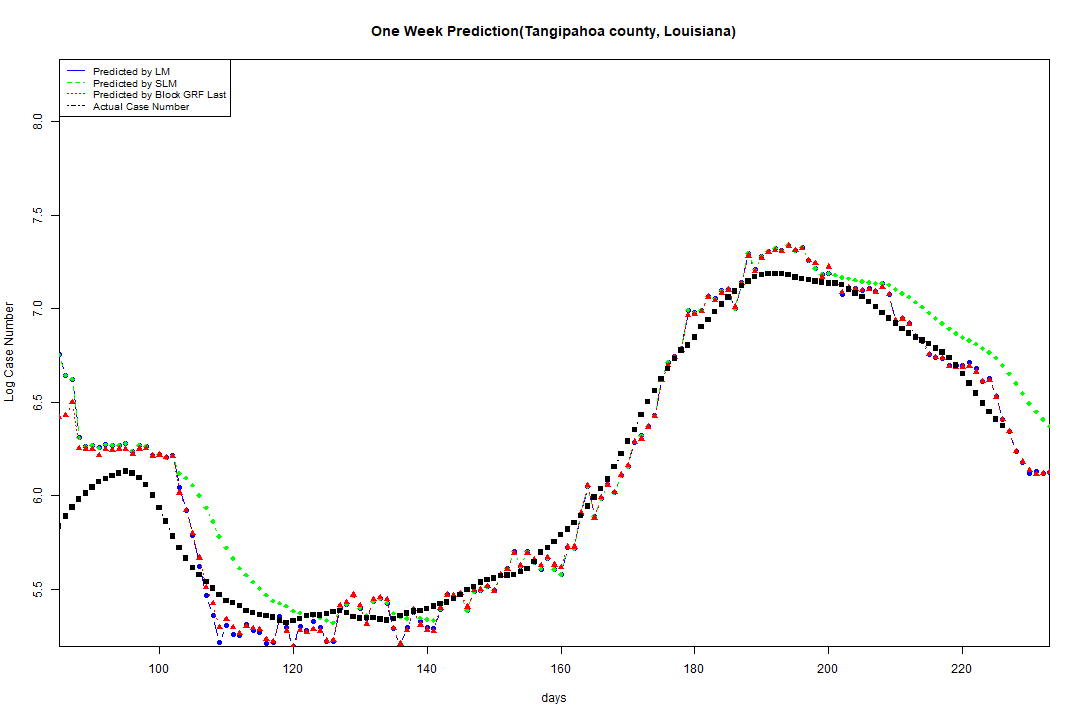 One Week Prediction(Tangipahoa county, Louisiana)
Predicted by LM
Predicted by SLM
Predicted by Block GRF Last
Actual Case Number
Log Case Number
8.0
7.5
7.0
6.5
6.0
5.5
100 120 140 160 180 200 220
days